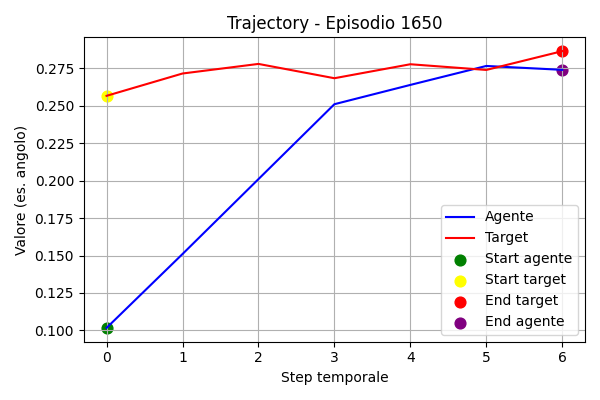 Trajectory - Episodio 1650
Valore (es. angolo)
0.275
0.250
0.225
0.200
0.175
0.150
0.125
0.100
0 1 2 3 4 5 6
Step temporale
Agente
Target
Start agente
Start target
End target
End agente